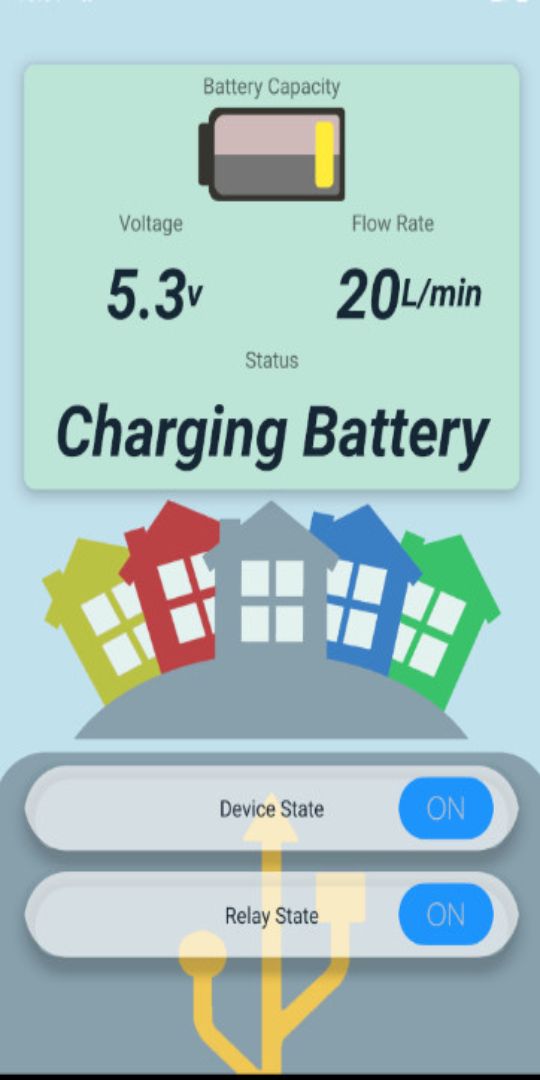 Battery Capacity
Voltage
Flow Rate
5.3v
20L/min
Status
Charging Battery
Device State
ON
Relay State
ON